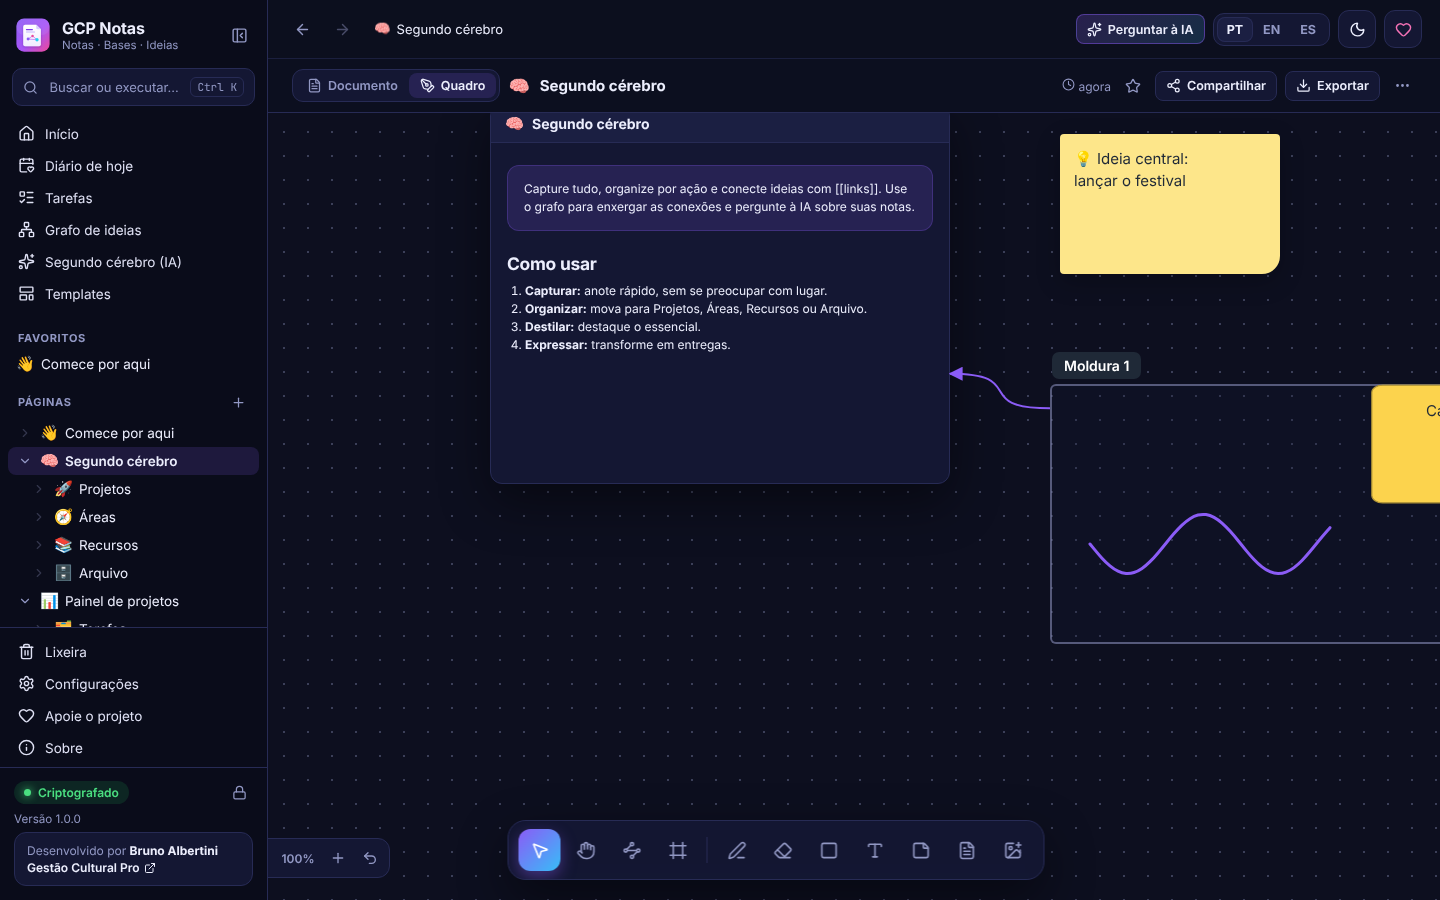 GCP Notas
Notas · Bases · Ideias
Buscar ou executar... Ctrl K
Início
Diário de hoje
Tarefas
Grafo de ideias
Segundo cérebro (IA)
Templates
FAVORITOS
👋 Comece por aqui
PÁGINAS
👋 Comece por aqui
🧠 Segundo cérebro
🚀 Projetos
🧭 Áreas
📚 Recursos
🗄️ Arquivo
📊 Painel de projetos
Lixeira
Configurações
Apoie o projeto
Sobre
Criptografado
Versão 1.0.0
Desenvolvido por Bruno Albertini
Gestão Cultural Pro
🧠 Segundo cérebro
Perguntar à IA
PT EN ES
Documento Quadro
🧠 Segundo cérebro
agora
Compartilhar
Exportar
🧠 Segundo cérebro
Capture tudo, organize por ação e conecte ideias com [[links]]. Use
o grafo para enxergar as conexões e pergunte à IA sobre suas notas.
Como usar
1. Capturar: anote rápido, sem se preocupar com lugar.
2. Organizar: mova para Projetos, Áreas, Recursos ou Arquivo.
3. Destilar: destaque o essencial.
4. Expressar: transforme em entregas.
💡 Ideia central:
lançar o festival
Moldura 1
100%